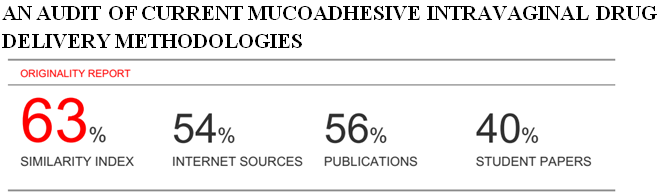 AN AUDIT OF CURRENT MUCOADHESIVE INTRAVAGINAL DRUG
DELIVERY METHODOLOGIES
ORIGINALITY REPORT
63% 54% 56% 40%
SIMILARITY INDEX INTERNET SOURCES PUBLICATIONS STUDENT PAPERS